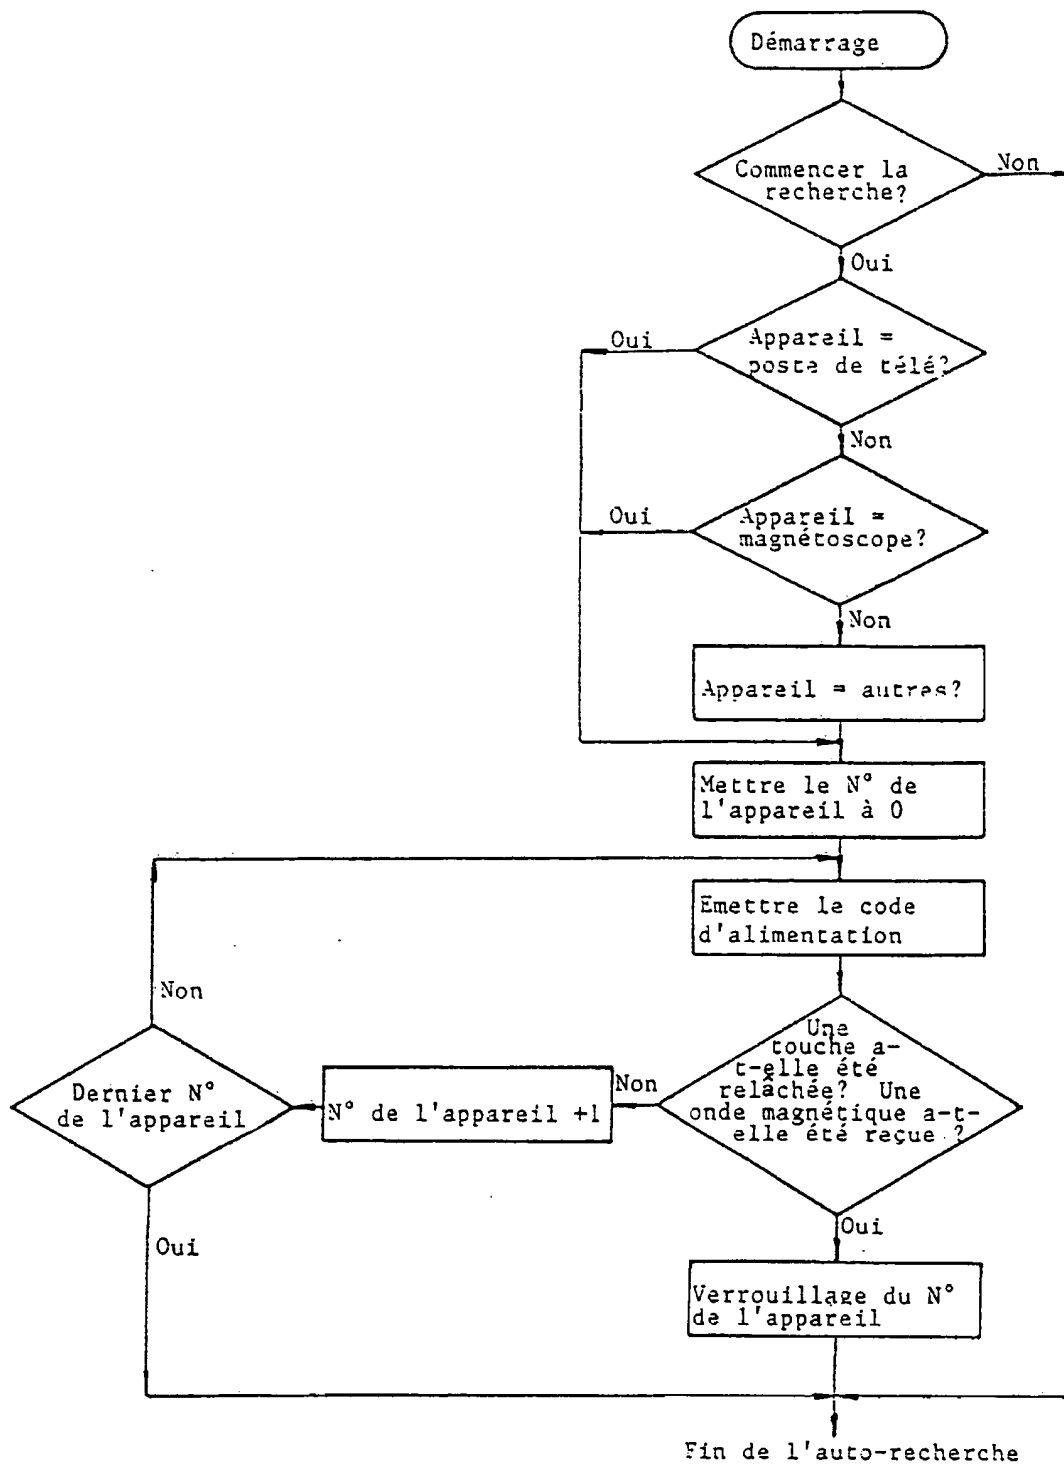 Démarrage
Commencer la
recherche?
Non
Oui
Appareil =
poste de télé?
Oui
Non
Appareil =
magnétoscope?
Oui
Non
Appareil = autres?
Mettre le N° de
l'appareil à 0
Emettre le code
d'alimentation
Une
touche a-
t-elle été
relâchée? Une
onde magnétique a-t-
elle été reçue ?
Non
N° de l'appareil +1
Dernier N°
de l'appareil
Non
Oui
Oui
Verrouillage du N°
de l'appareil
Fin de l'auto-recherche